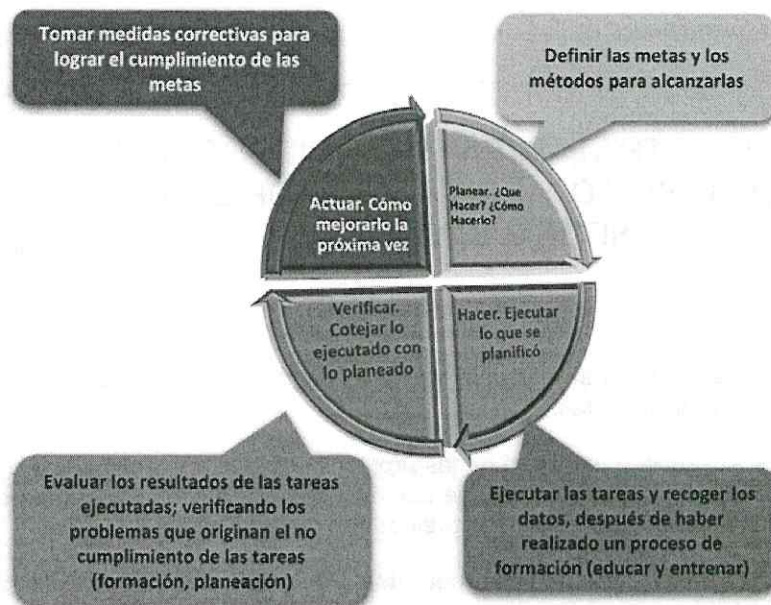 Tomar medidas correctivas para
lograr el cumplimiento de las
metas
Definir las metas y los
métodos para alcanzarlas
Actuar. Cómo
mejorarlo la
próxima vez
Planear. ¿Que
Hacer? ¿Cómo
Hacerlo?
Verificar.
Cotejar lo
ejecutado con
lo planeado
Hacer. Ejecutar
lo que se
planificó
Evaluar los resultados de las tareas
ejecutadas; verificando los
problemas que originan el no
cumplimiento de las tareas
(formación, planeación)
Ejecutar las tareas y recoger los
datos, después de haber
realizado un proceso de
formación (educar y entrenar)